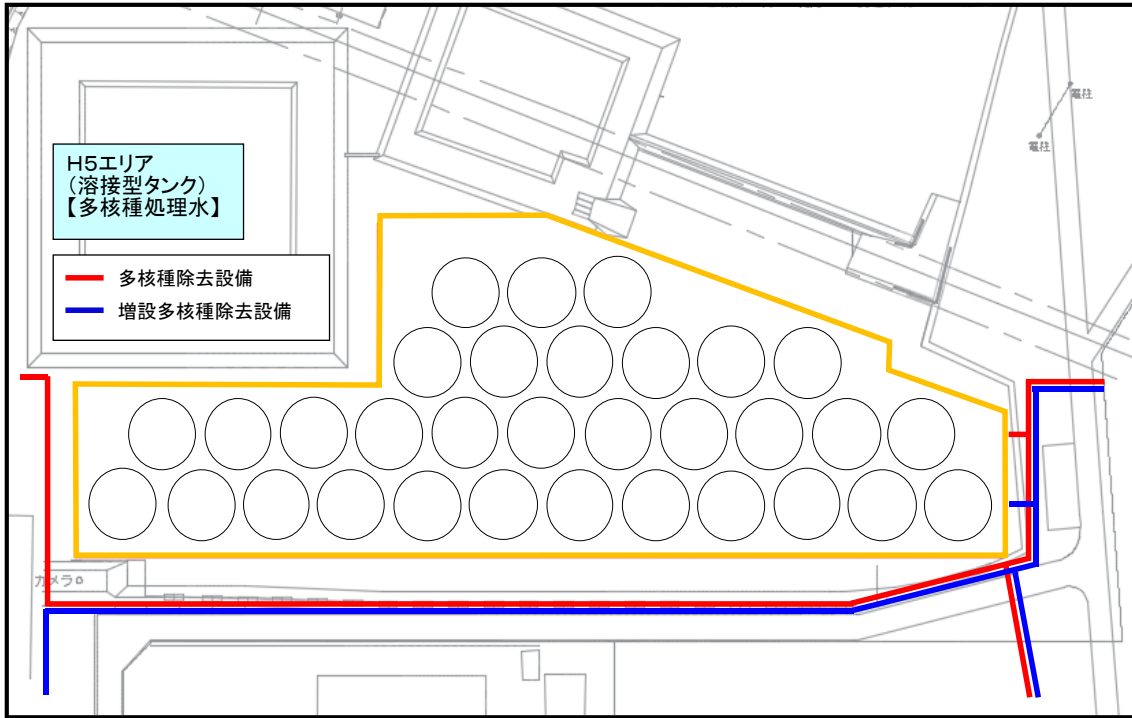 H5エリア
(溶接型タンク)
【多核種処理水】
多核種除去設備
増設多核種除去設備
電柱
電柱
カメラ